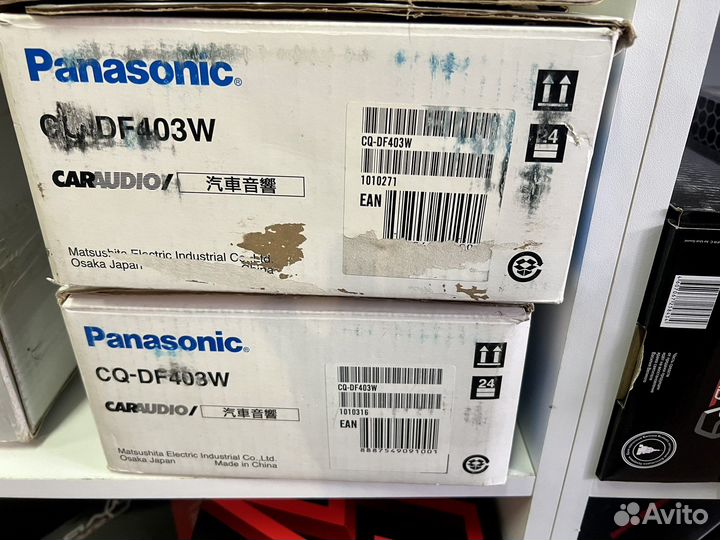 Panasonic®
CQ-DF403W
CQ-DF403W
1010271
24
CARAUDIO/ 汽車音響
EAN
Matsushita Electric Industrial Co.,Ltd.
Osaka Japan China
Panasonic®
CQ-DF403W
CQ-DF403W
1010316
24
CARAUDIO/ 汽車音響
EAN
8887549091001
Matsushita Electric Industrial Co.,Ltd.
Osaka Japan Made in China
Avito